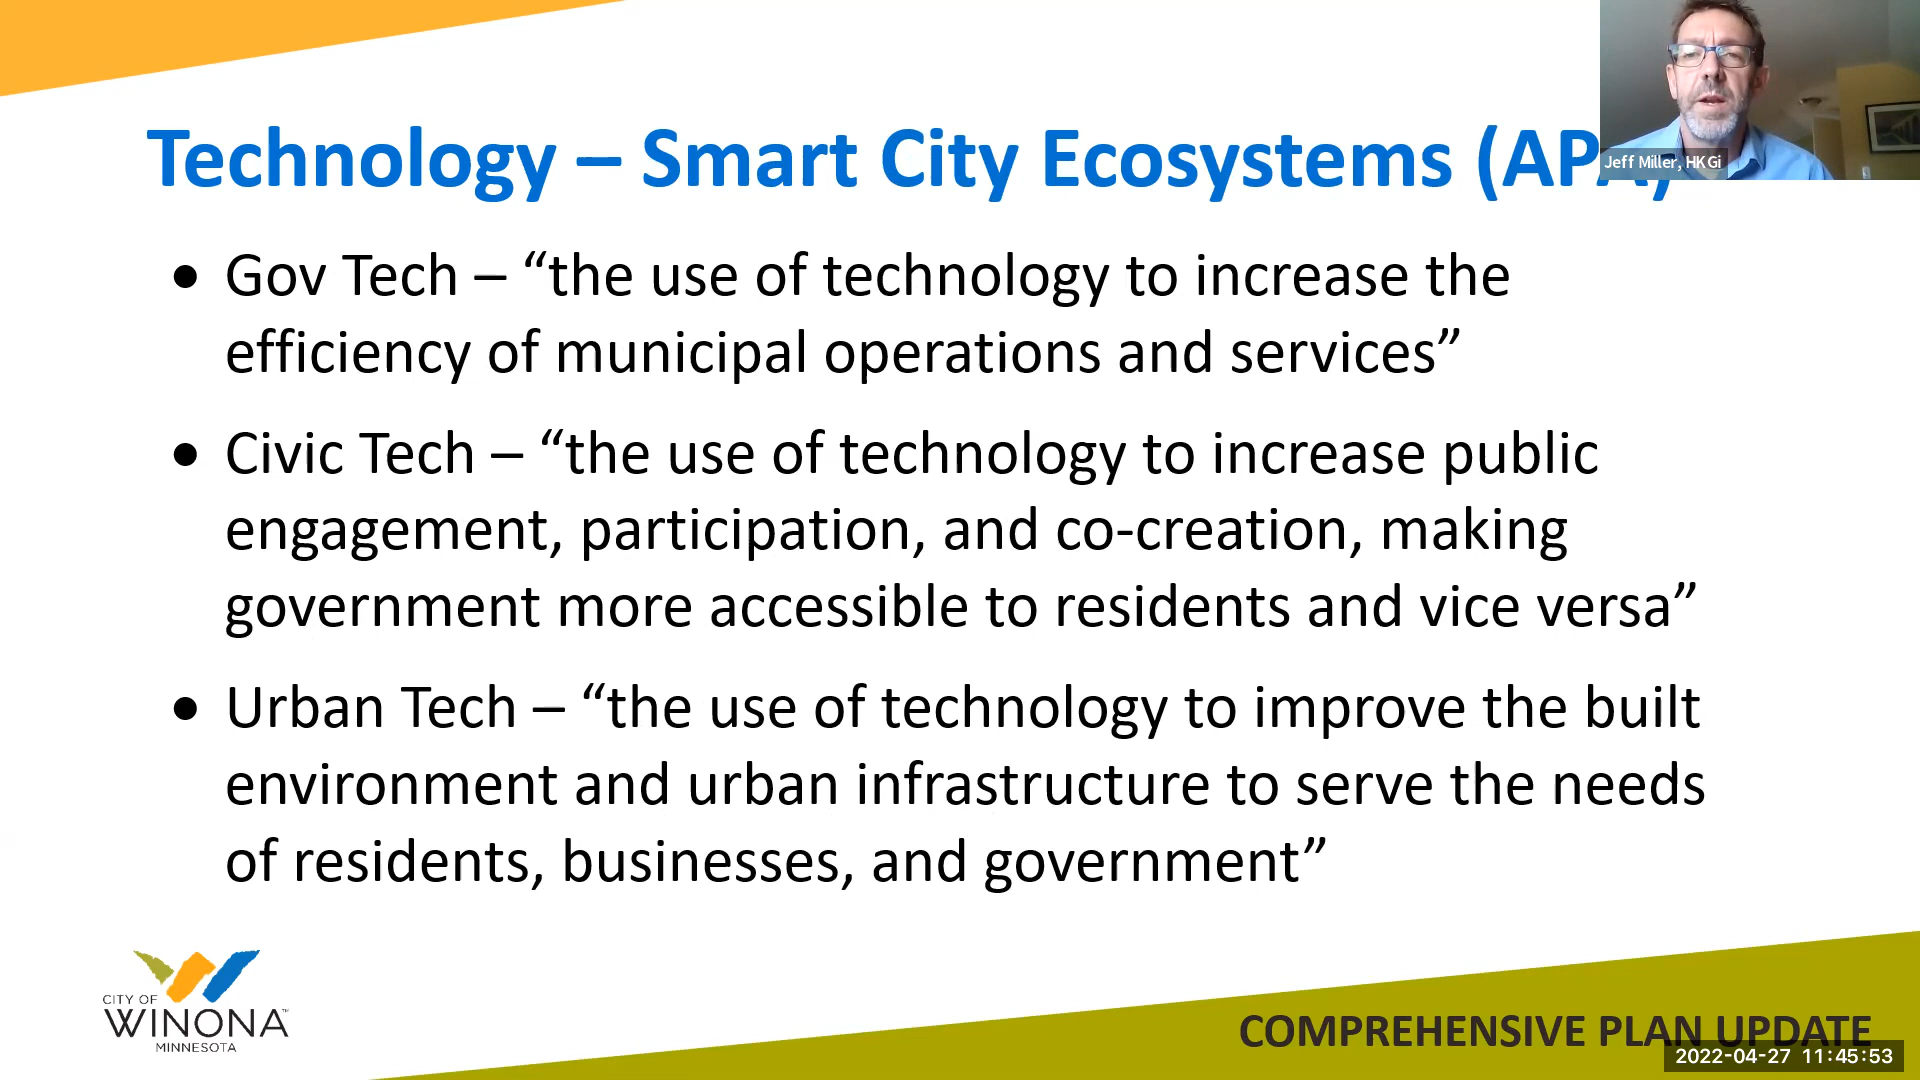 Technology – Smart City Ecosystems (APA)
Jeff Miller, HKGi
• Gov Tech – “the use of technology to increase the
efficiency of municipal operations and services”
• Civic Tech – “the use of technology to increase public
engagement, participation, and co-creation, making
government more accessible to residents and vice versa”
• Urban Tech – “the use of technology to improve the built
environment and urban infrastructure to serve the needs
of residents, businesses, and government”
CITY OF
WINONA™
MINNESOTA
COMPREHENSIVE PLAN UPDATE
2022-04-27 11:45:53